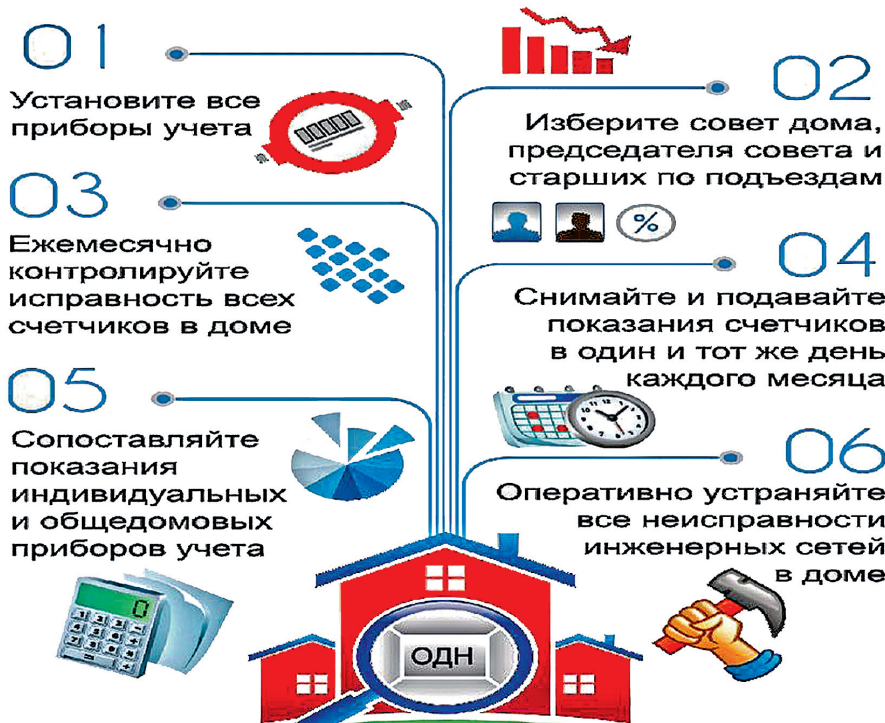 01
Установите все
приборы учета
02
Изберите совет дома,
председателя совета и
старших по подъездам
%
03
Ежемесячно
контролируйте
исправность всех
счетчиков в доме
04
Снимайте и подавайте
показания счетчиков
в один и тот же день
каждого месяца
05
Сопоставляйте
показания
индивидуальных
и общедомовых
приборов учета
06
Оперативно устраняйте
все неисправности
инженерных сетей
в доме
0
ОДН